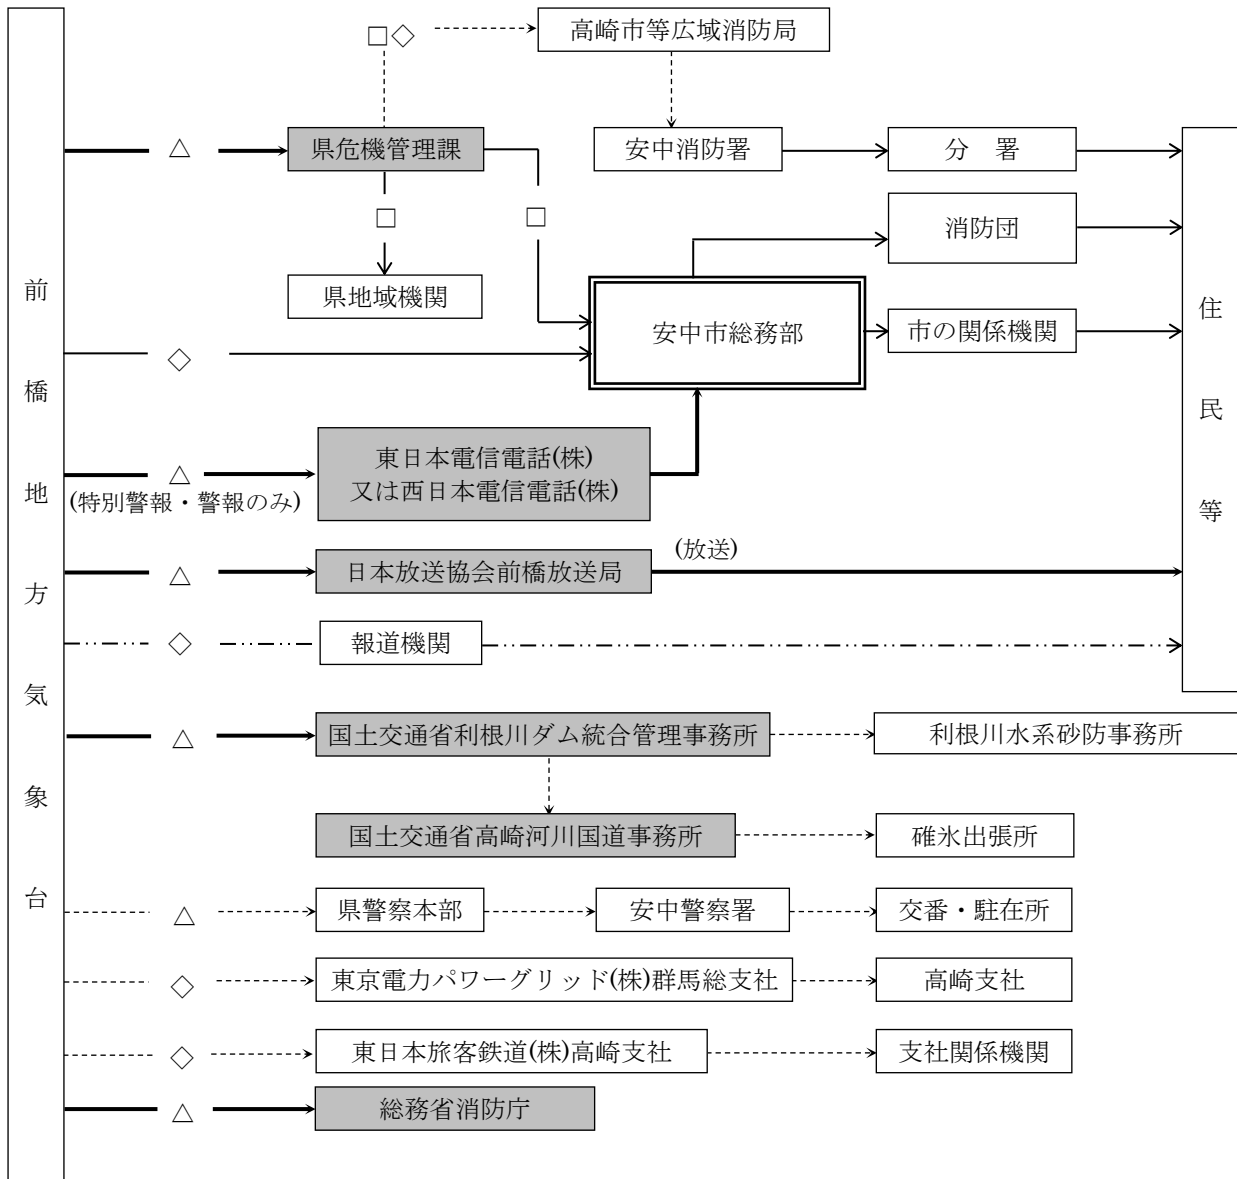 前橋地方気象台
□◇
高崎市等広域消防局
△
県危機管理課
安中消防署
分　署
□
□
消防団
県地域機関
安中市総務部
市の関係機関
住民等
◇
△
(特別警報・警報のみ)
東日本電信電話(株)
又は西日本電信電話(株)
△
日本放送協会前橋放送局
(放送)
◇
報道機関
△
国土交通省利根川ダム統合管理事務所
利根川水系砂防事務所
国土交通省高崎河川国道事務所
碓氷出張所
△
県警察本部
安中警察署
交番・駐在所
◇
東京電力パワーグリッド(株)群馬総支社
高崎支社
◇
東日本旅客鉄道(株)高崎支社
支社関係機関
△
総務省消防庁